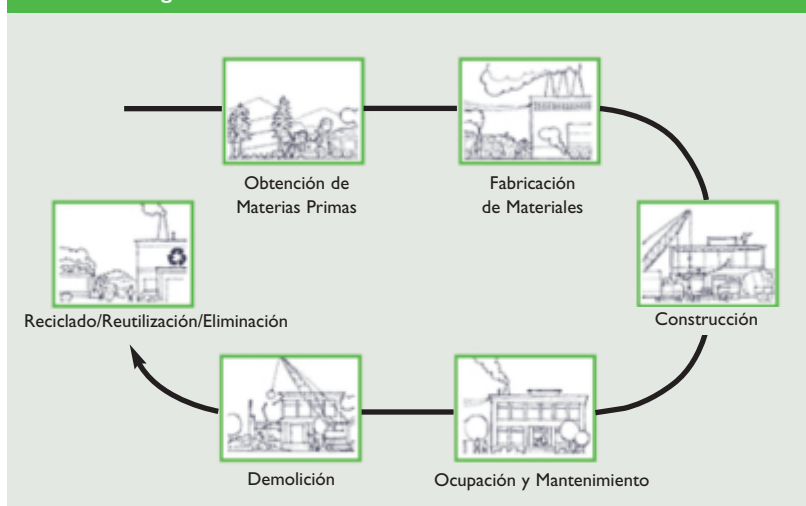 Obtención de
Materias Primas
Fabricación
de Materiales
Construcción
Ocupación y Mantenimiento
Demolición
Reciclado/Reutilización/Eliminación